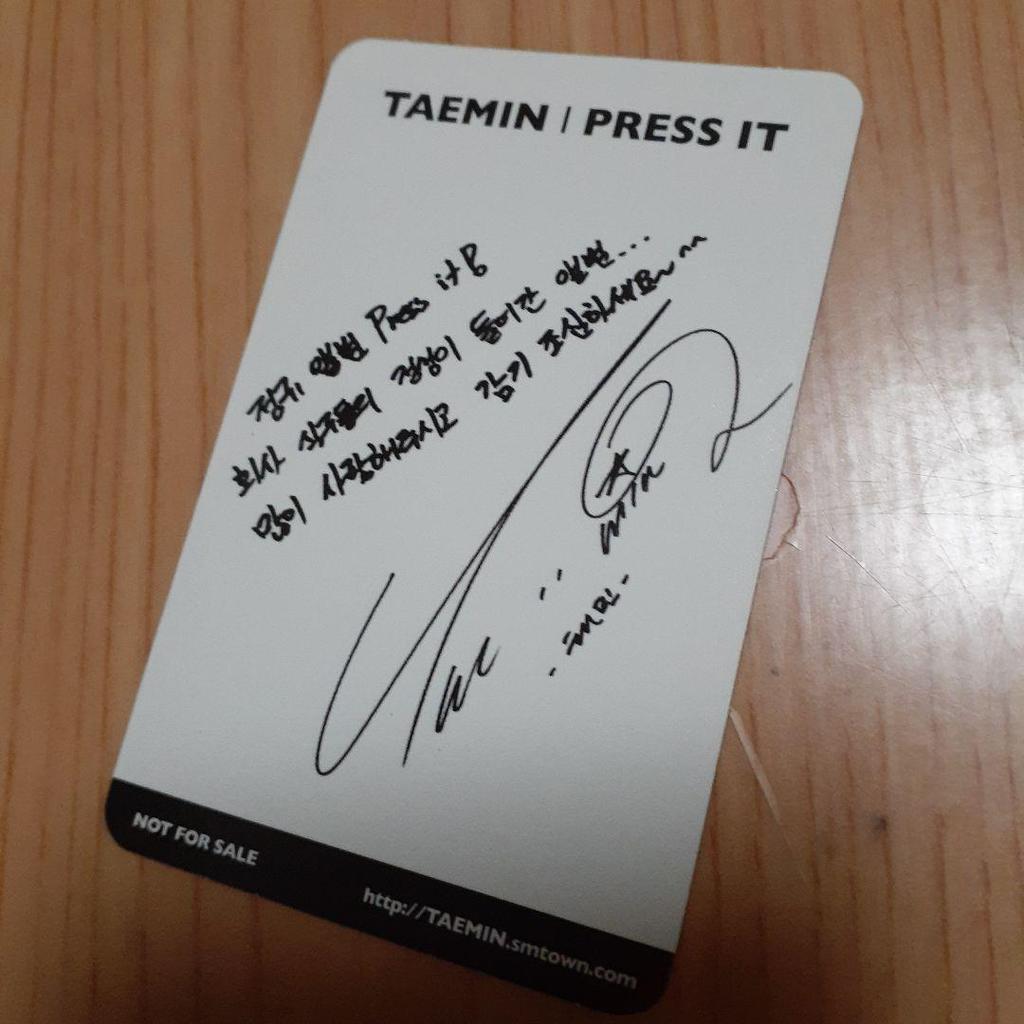 TAEMIN | PRESS IT
정규 앨범 Press it!
회사 식구들의 정성이 들어간 앨범...
많이 사랑해주시고 감기 조심하세요~^^
Tae min
태민
NOT FOR SALE
http://TAEMIN.smtown.com